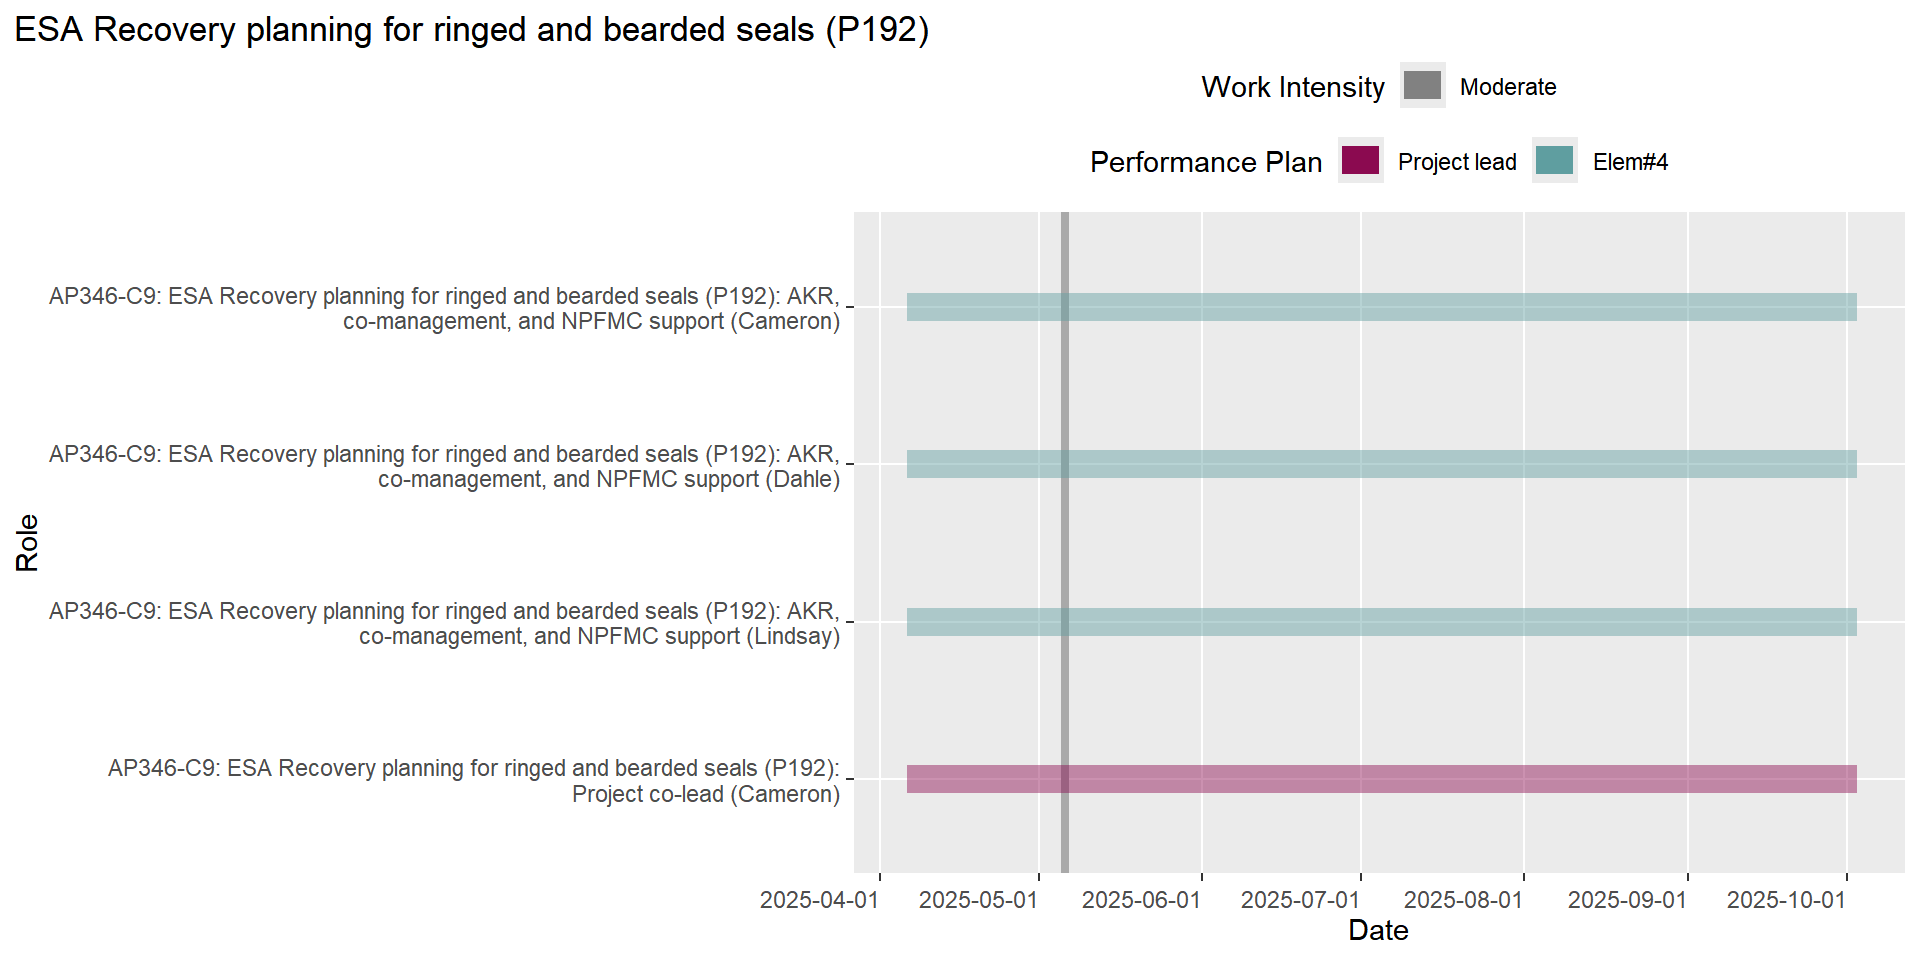 ESA Recovery planning for ringed and bearded seals (P192)
Work Intensity Moderate
Performance Plan Project lead Elem#4
AP346-C9: ESA Recovery planning for ringed and bearded seals (P192): AKR,
co-management, and NPFMC support (Cameron)
AP346-C9: ESA Recovery planning for ringed and bearded seals (P192): AKR,
co-management, and NPFMC support (Dahle)
Role
AP346-C9: ESA Recovery planning for ringed and bearded seals (P192): AKR,
co-management, and NPFMC support (Lindsay)
AP346-C9: ESA Recovery planning for ringed and bearded seals (P192):
Project co-lead (Cameron)
2025-04-01 2025-05-01 2025-06-01 2025-07-01 2025-08-01 2025-09-01 2025-10-01
Date